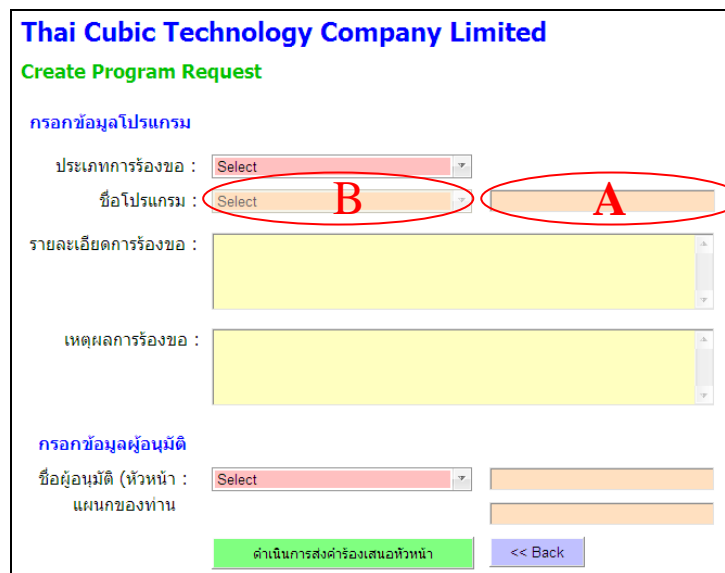 Thai Cubic Technology Company Limited
Create Program Request
กรอกข้อมูลโปรแกรม
ประเภทการร้องขอ : Select
ชื่อโปรแกรม : Select B A
รายละเอียดการร้องขอ :
เหตุผลการร้องขอ :
กรอกข้อมูลผู้อนุมัติ
ชื่อผู้อนุมัติ (หัวหน้า : Select
แผนกของท่าน
ดำเนินการส่งคำร้องเสนอหัวหน้า << Back